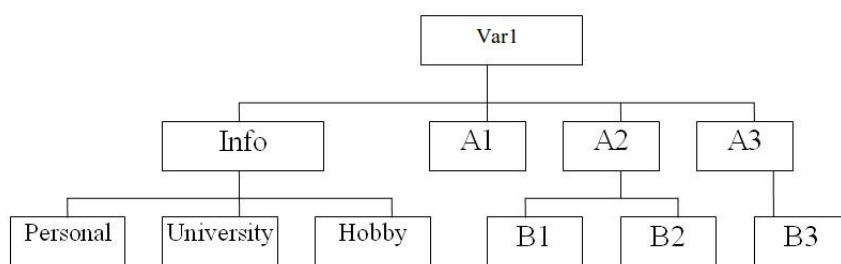 Var1
Info
A1
A2
A3
Personal
University
Hobby
B1
B2
B3